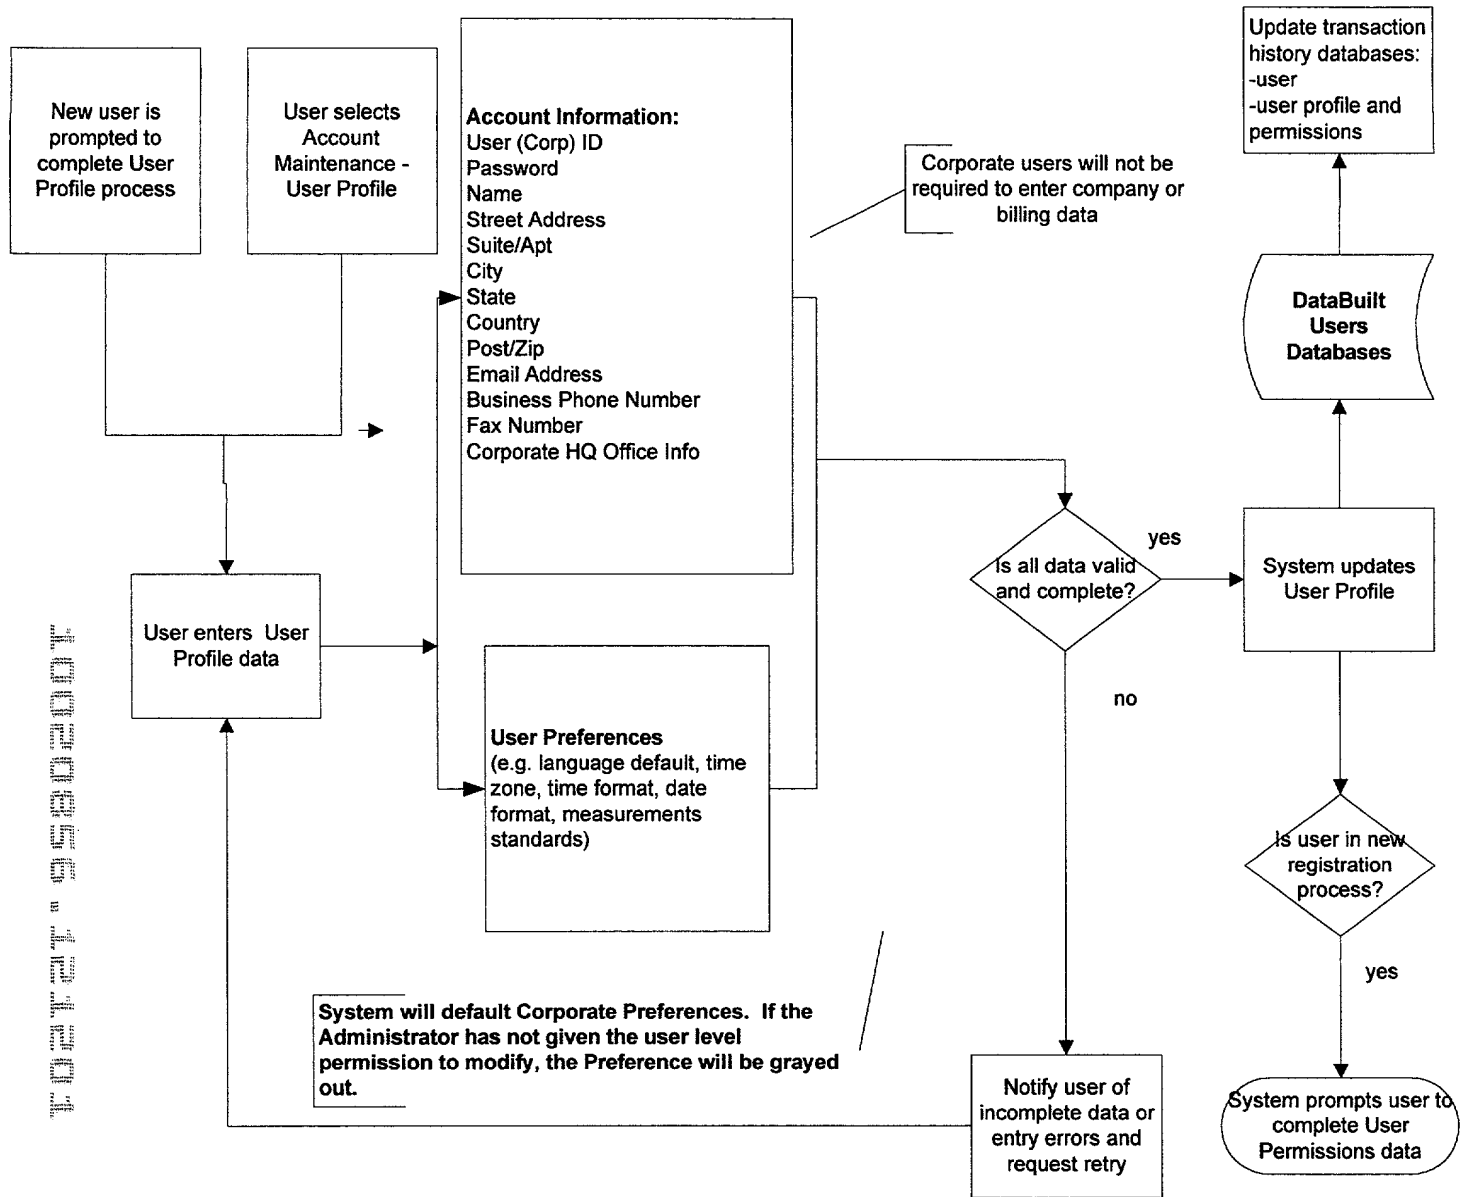 New user is
prompted to
complete User
Profile process
User selects
Account
Maintenance -
User Profile
Account Information:
User (Corp) ID
Password
Name
Street Address
Suite/Apt
City
State
Country
Post/Zip
Email Address
Business Phone Number
Fax Number
Corporate HQ Office Info
Corporate users will not be
required to enter company or
billing data
Update transaction
history databases:
-user
-user profile and
permissions
DataBuilt
Users
Databases
Is all data valid
and complete?
yes
no
System updates
User Profile
User enters  User
Profile data
User Preferences
(e.g. language default, time
zone, time format, date
format, measurements
standards)
Is user in new
registration
process?
yes
System will default Corporate Preferences.  If the
Administrator has not given the user level
permission to modify, the Preference will be grayed
out.
Notify user of
incomplete data or
entry errors and
request retry
System prompts user to
complete User
Permissions data